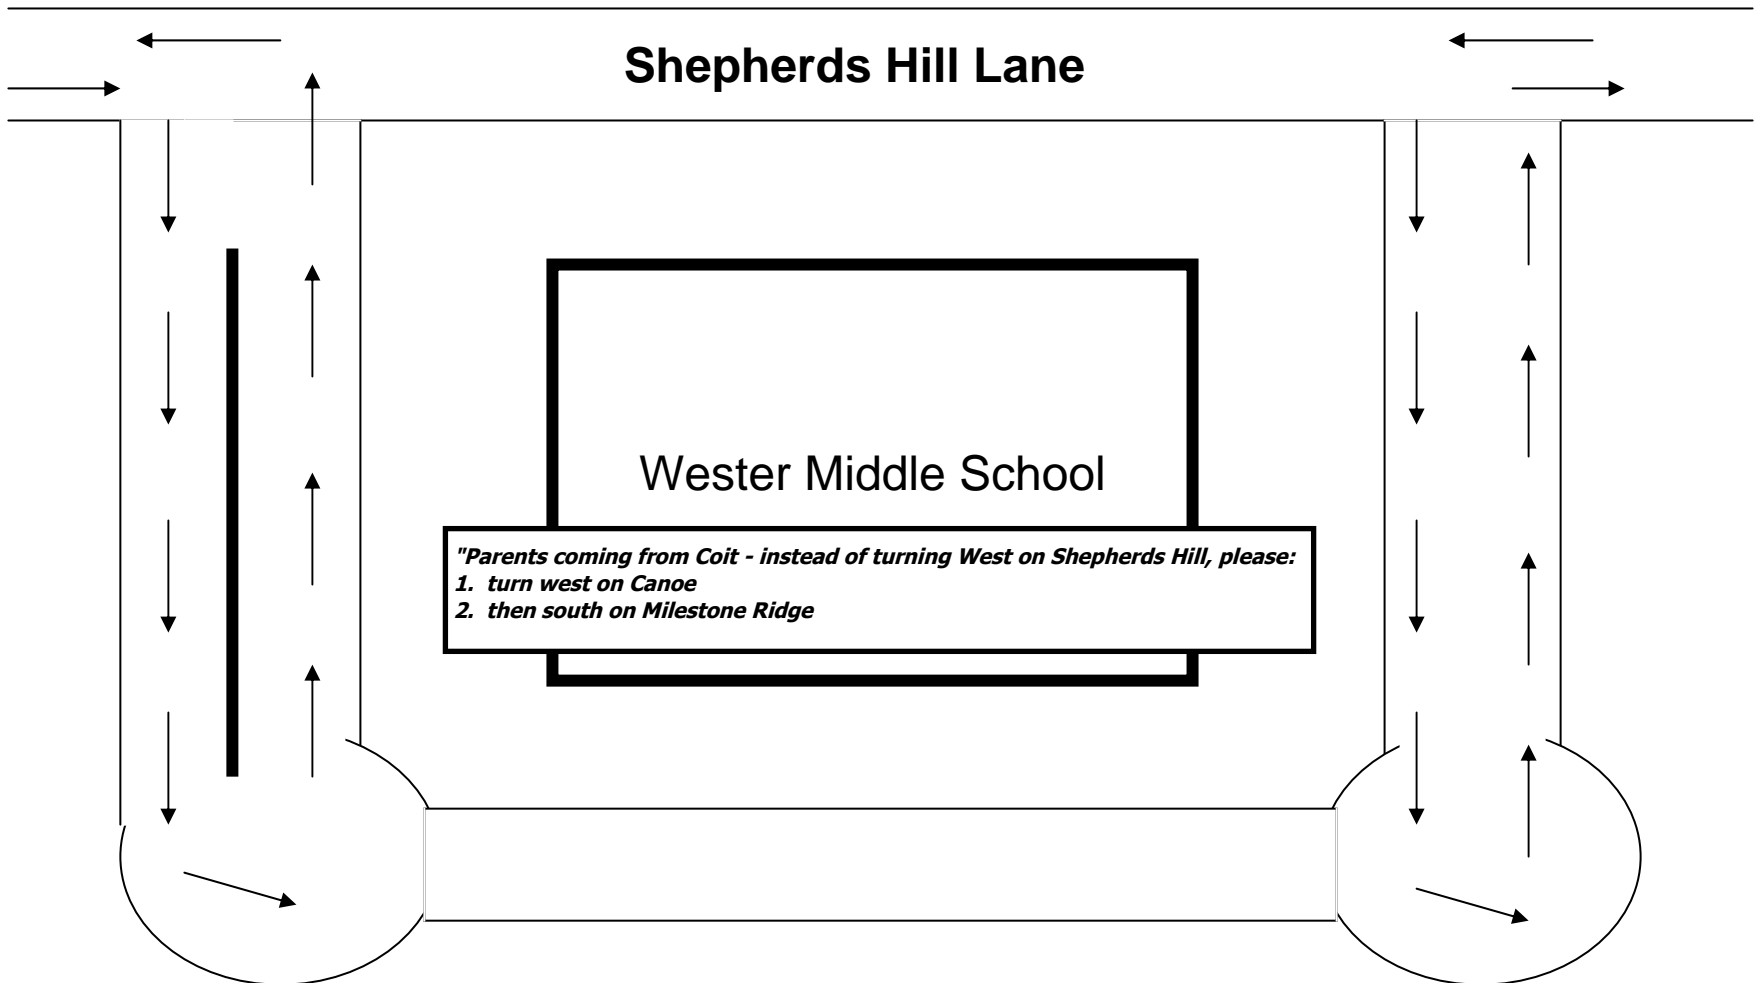 Shepherds Hill Lane
Wester Middle School
"Parents coming from Coit - instead of turning West on Shepherds Hill, please:
1. turn west on Canoe
2. then south on Milestone Ridge